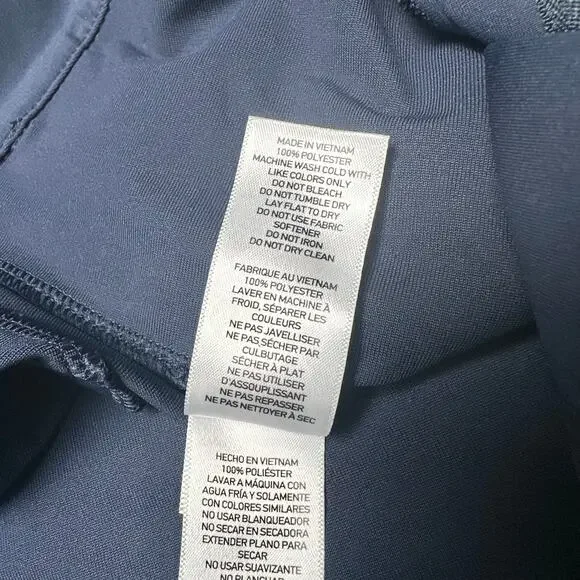 MADE IN VIETNAM
100% POLYESTER
MACHINE WASH COLD WITH
LIKE COLORS ONLY
DO NOT BLEACH
DO NOT TUMBLE DRY
LAY FLAT TO DRY
DO NOT USE FABRIC
SOFTENER
DO NOT IRON
DO NOT DRY CLEAN
FABRIQUE AU VIETNAM
100% POLYESTER
LAVER EN MACHINE À
FROID, SÉPARER LES
COULEURS
NE PAS JAVELLISER
NE PAS SÉCHER PAR
CULBUTAGE
SÉCHER À PLAT
NE PAS UTILISER
D'ASSOUPLISSANT
NE PAS REPASSER
NE PAS NETTOYER À SEC
HECHO EN VIETNAM
100% POLIÉSTER
LAVAR A MÁQUINA CON
AGUA FRÍA Y SOLAMENTE
CON COLORES SIMILARES
NO USAR BLANQUEADOR
NO SECAR EN SECADORA
EXTENDER PLANO PARA
SECAR
NO USAR SUAVIZANTE
NO PLANCHAR